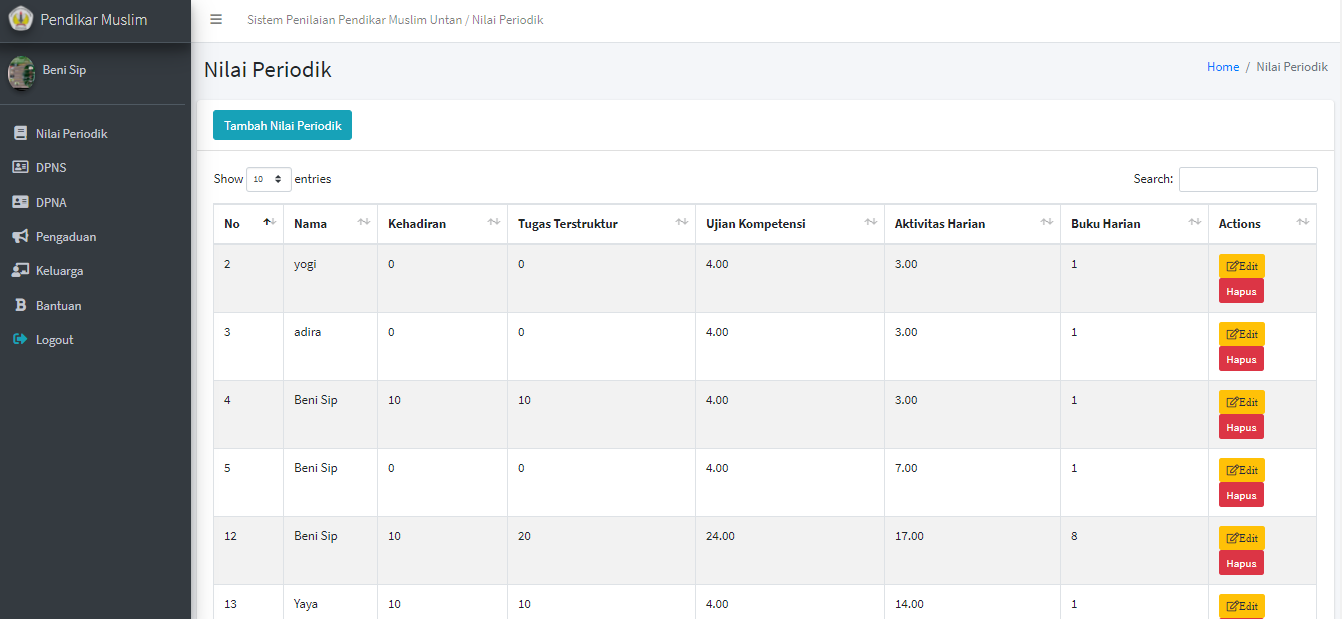 Pendikar Muslim
Sistem Penilaian Pendikar Muslim Untan / Nilai Periodik
Beni Sip
Nilai Periodik
Home / Nilai Periodik
Nilai Periodik
DPNS
DPNA
Pengaduan
Keluarga
Bantuan
Logout
Tambah Nilai Periodik
Show 10 entries
Search:
No Nama Kehadiran Tugas Terstruktur Ujian Kompetensi Aktivitas Harian Buku Harian Actions
2 yogi 0 0 4.00 3.00 1 Edit
Hapus
3 adira 0 0 4.00 3.00 1 Edit
Hapus
4 Beni Sip 10 10 4.00 3.00 1 Edit
Hapus
5 Beni Sip 0 0 4.00 7.00 1 Edit
Hapus
12 Beni Sip 10 20 24.00 17.00 8 Edit
Hapus
13 Yaya 10 10 4.00 14.00 1 Edit